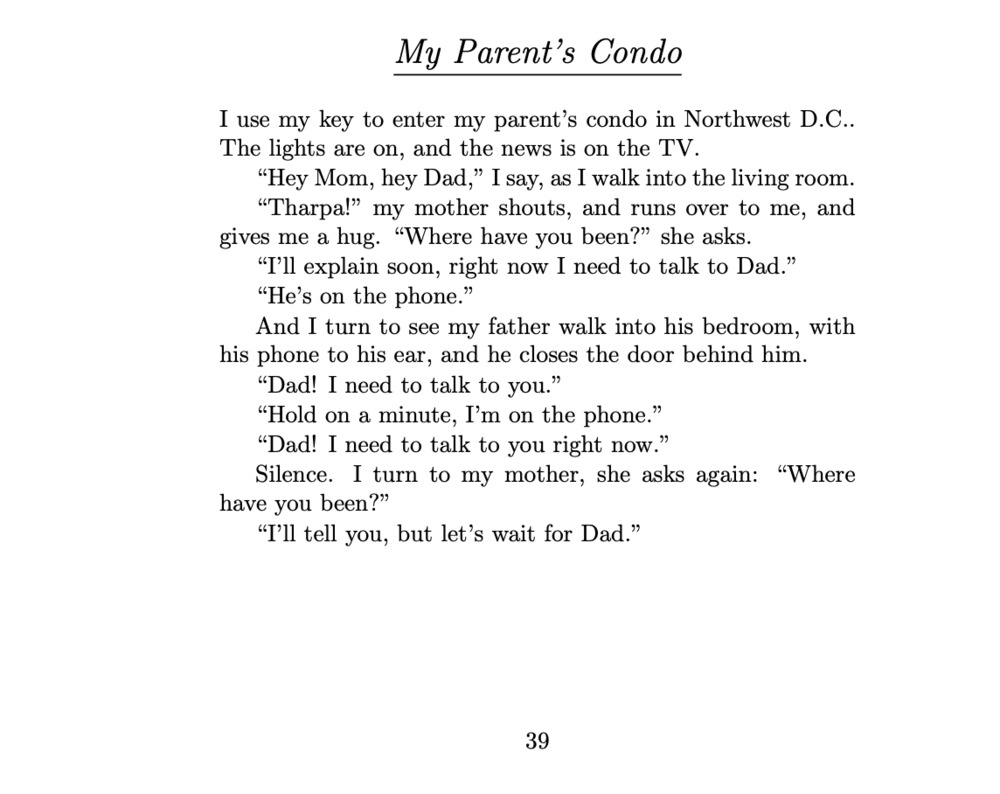 My Parent's Condo
I use my key to enter my parent's condo in Northwest D.C..
The lights are on, and the news is on the TV.
“Hey Mom, hey Dad,” I say, as I walk into the living room.
“Tharpa!” my mother shouts, and runs over to me, and
gives me a hug. “Where have you been?” she asks.
“I'll explain soon, right now I need to talk to Dad.”
“He's on the phone.”
And I turn to see my father walk into his bedroom, with
his phone to his ear, and he closes the door behind him.
“Dad! I need to talk to you.”
“Hold on a minute, I'm on the phone.”
“Dad! I need to talk to you right now.”
Silence. I turn to my mother, she asks again: “Where
have you been?”
“I'll tell you, but let's wait for Dad.”
39